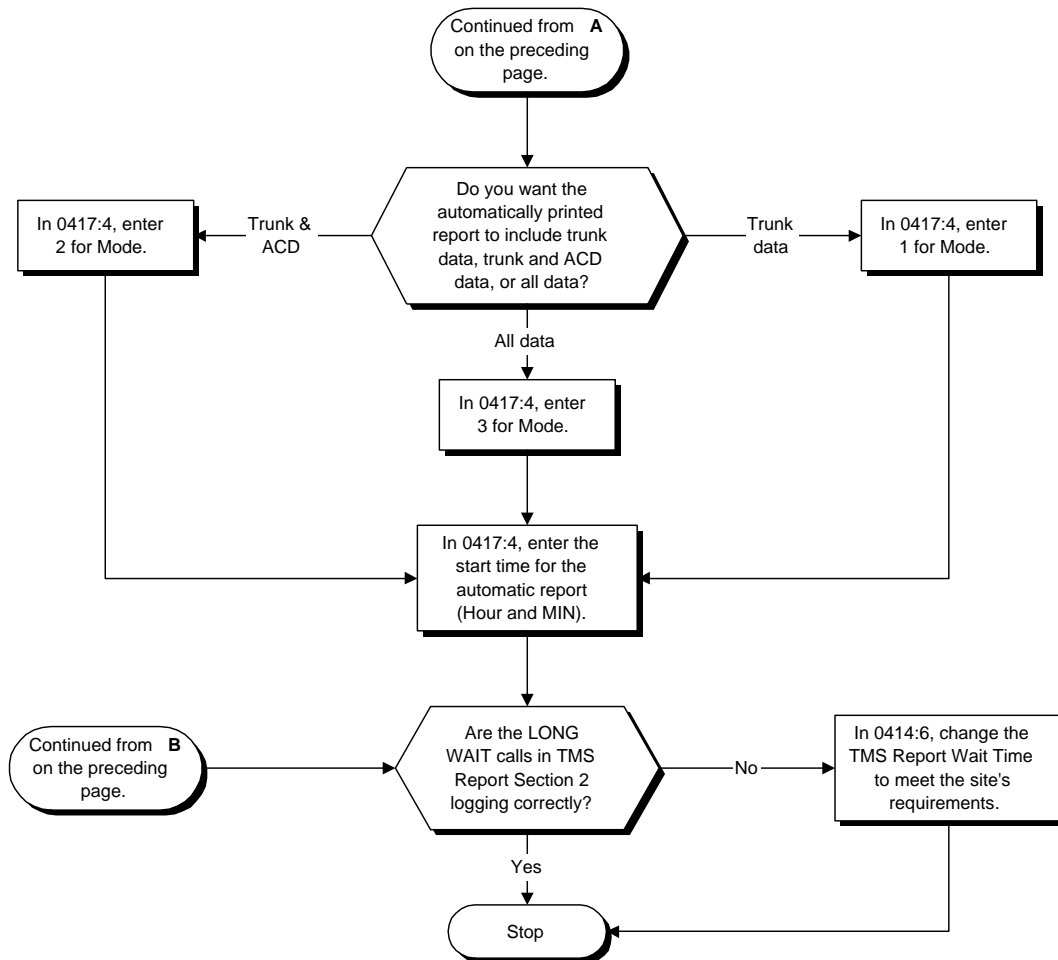 Continued from A
on the preceding
page.
Do you want the
automatically printed
report to include trunk
data, trunk and ACD
data, or all data?
Trunk &
ACD
In 0417:4, enter
2 for Mode.
Trunk
data
In 0417:4, enter
1 for Mode.
All data
In 0417:4, enter
3 for Mode.
In 0417:4, enter the
start time for the
automatic report
(Hour and MIN).
Continued from B
on the preceding
page.
Are the LONG
WAIT calls in TMS
Report Section 2
logging correctly?
No
In 0414:6, change the
TMS Report Wait Time
to meet the site's
requirements.
Yes
Stop